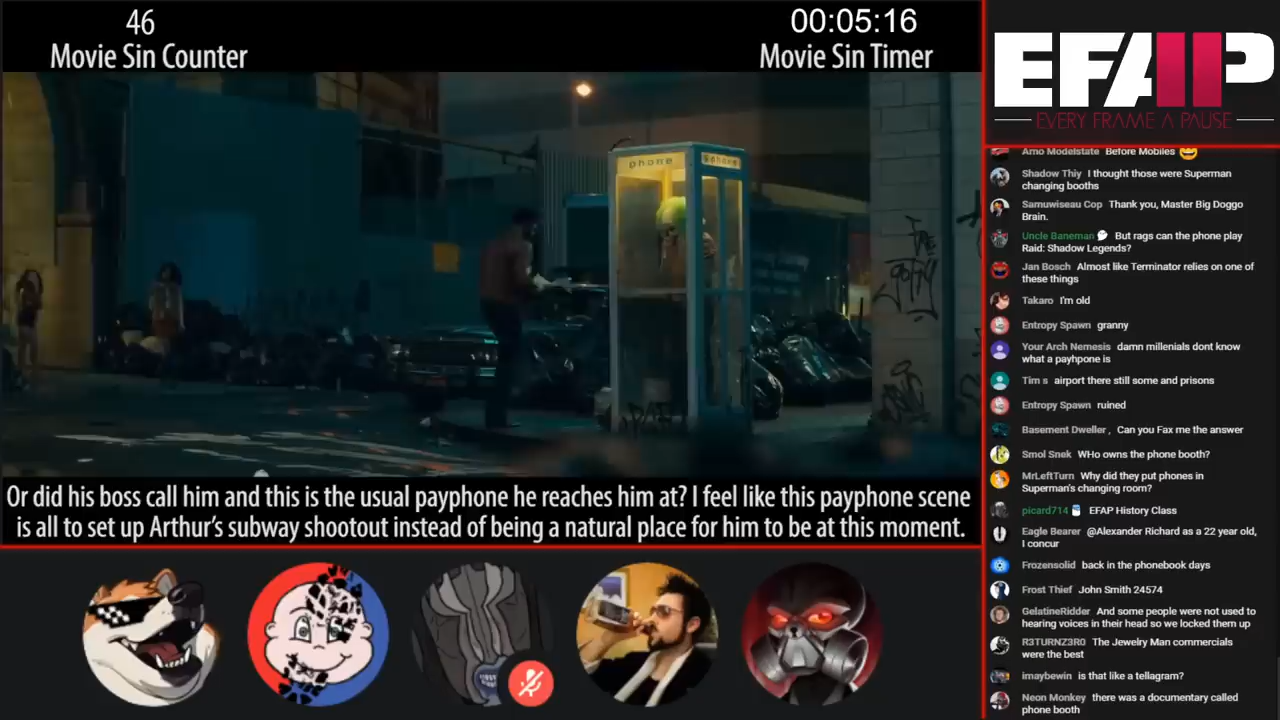 46
Movie Sin Counter
00:05:16
Movie Sin Timer
phone
phone
Or did his boss call him and this is the usual payphone he reaches him at? I feel like this payphone scene
is all to set up Arthur's subway shootout instead of being a natural place for him to be at this moment.
EFAP
EVERY FRAME A PAUSE
Arno Modelstate Before Mobiles
Shadow Thiy I thought those were Superman
changing booths
Samuwiseau Cop Thank you, Master Big Doggo
Brain.
Uncle Baneman But rags can the phone play
Raid: Shadow Legends?
Jan Bosch Almost like Terminator relies on one of
these things
Takaro I'm old
Entropy Spawn granny
Your Arch Nemesis damn millenials dont know
what a payhpone is
Tim s airport there still some and prisons
Entropy Spawn ruined
Basement Dweller , Can you Fax me the answer
Smol Snek WHo owns the phone booth?
MrLeftTurn Why did they put phones in
Superman's changing room?
picard714 EFAP History Class
Eagle Bearer @Alexander Richard as a 22 year old,
I concur
Frozensolid back in the phonebook days
Frost Thief John Smith 24574
GelatineRidder And some people were not used to
hearing voices in their head so we locked them up
R3TURNZ3R0 The Jewelry Man commercials
were the best
imaybewin is that like a tellagram?
Neon Monkey there was a documentary called
phone booth